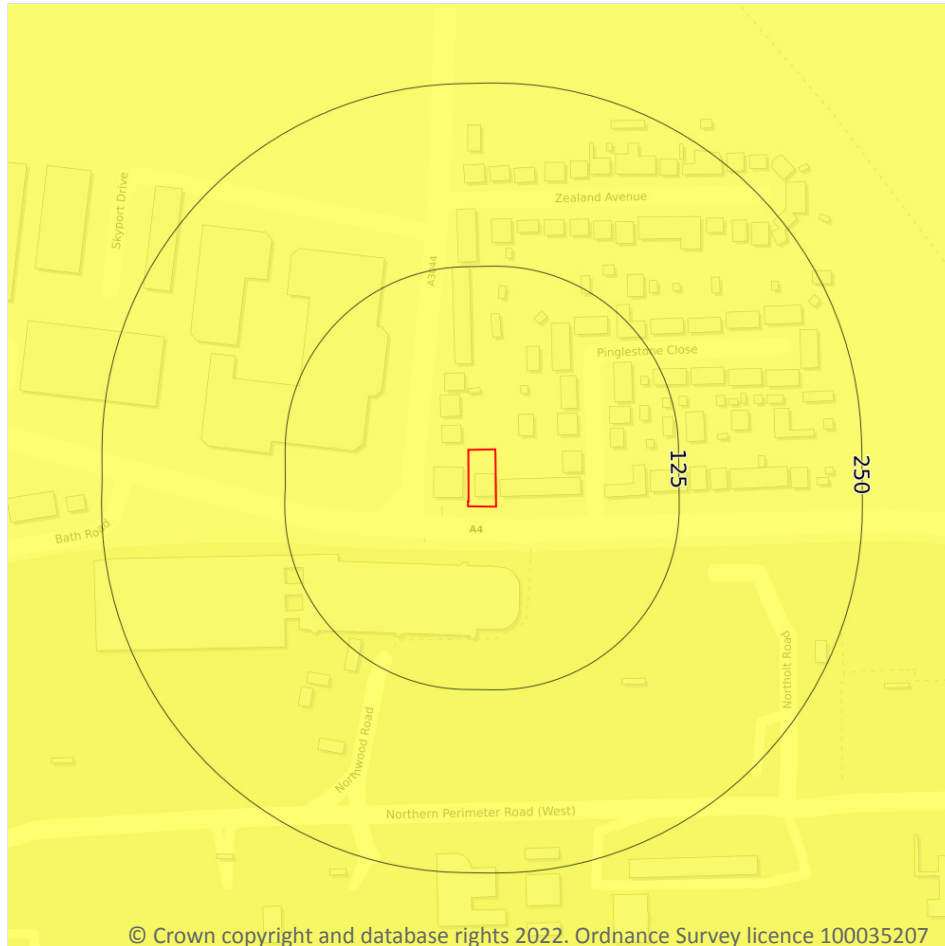 Zealand Avenue
Skyport Drive
A3044
Pinglestone Close
125
250
A4
Bath Road
Northolt Road
Northwood Road
Northern Perimeter Road (West)
© Crown copyright and database rights 2022. Ordnance Survey licence 100035207